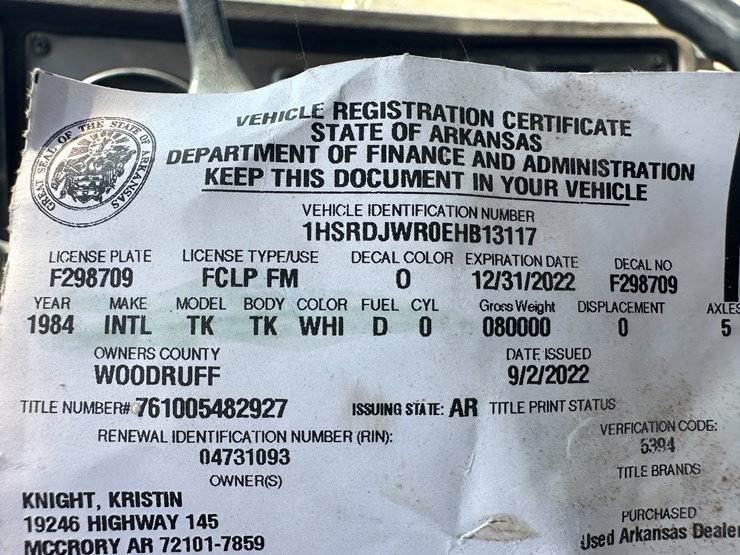 GREAT SEAL OF THE STATE OF ARKANSAS
VEHICLE REGISTRATION CERTIFICATE
STATE OF ARKANSAS
DEPARTMENT OF FINANCE AND ADMINISTRATION
KEEP THIS DOCUMENT IN YOUR VEHICLE
VEHICLE IDENTIFICATION NUMBER
1HSRDJWR0EHB13117
LICENSE PLATE LICENSE TYPE/USE DECAL COLOR EXPIRATION DATE DECAL NO
F298709 FCLP FM 0 12/31/2022 F298709
YEAR MAKE MODEL BODY COLOR FUEL CYL Gross Weight DISPLACEMENT AXLES
1984 INTL TK TK WHI D 0 080000 0 5
OWNERS COUNTY DATE ISSUED
WOODRUFF 9/2/2022
TITLE NUMBER# 761005482927 ISSUING STATE: AR TITLE PRINT STATUS
RENEWAL IDENTIFICATION NUMBER (RIN): VERFICATION CODE:
04731093 5394
OWNER(S) TITLE BRANDS
KNIGHT, KRISTIN
19246 HIGHWAY 145 PURCHASED
MCCRORY AR 72101-7859 Used Arkansas Dealer